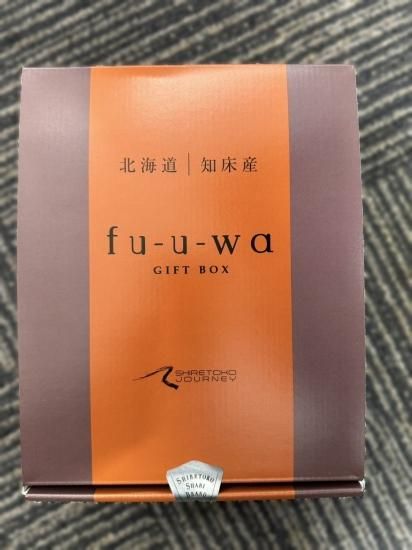 北海道｜知床産
fu-u-wa
GIFT BOX
SHIRETOKO
JOURNEY
SHIRETOKO
SHARI
BRAND